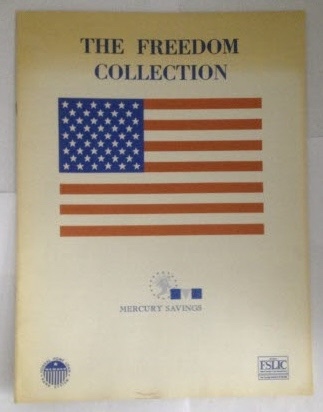 THE FREEDOM
COLLECTION
MERCURY SAVINGS
FSLIC